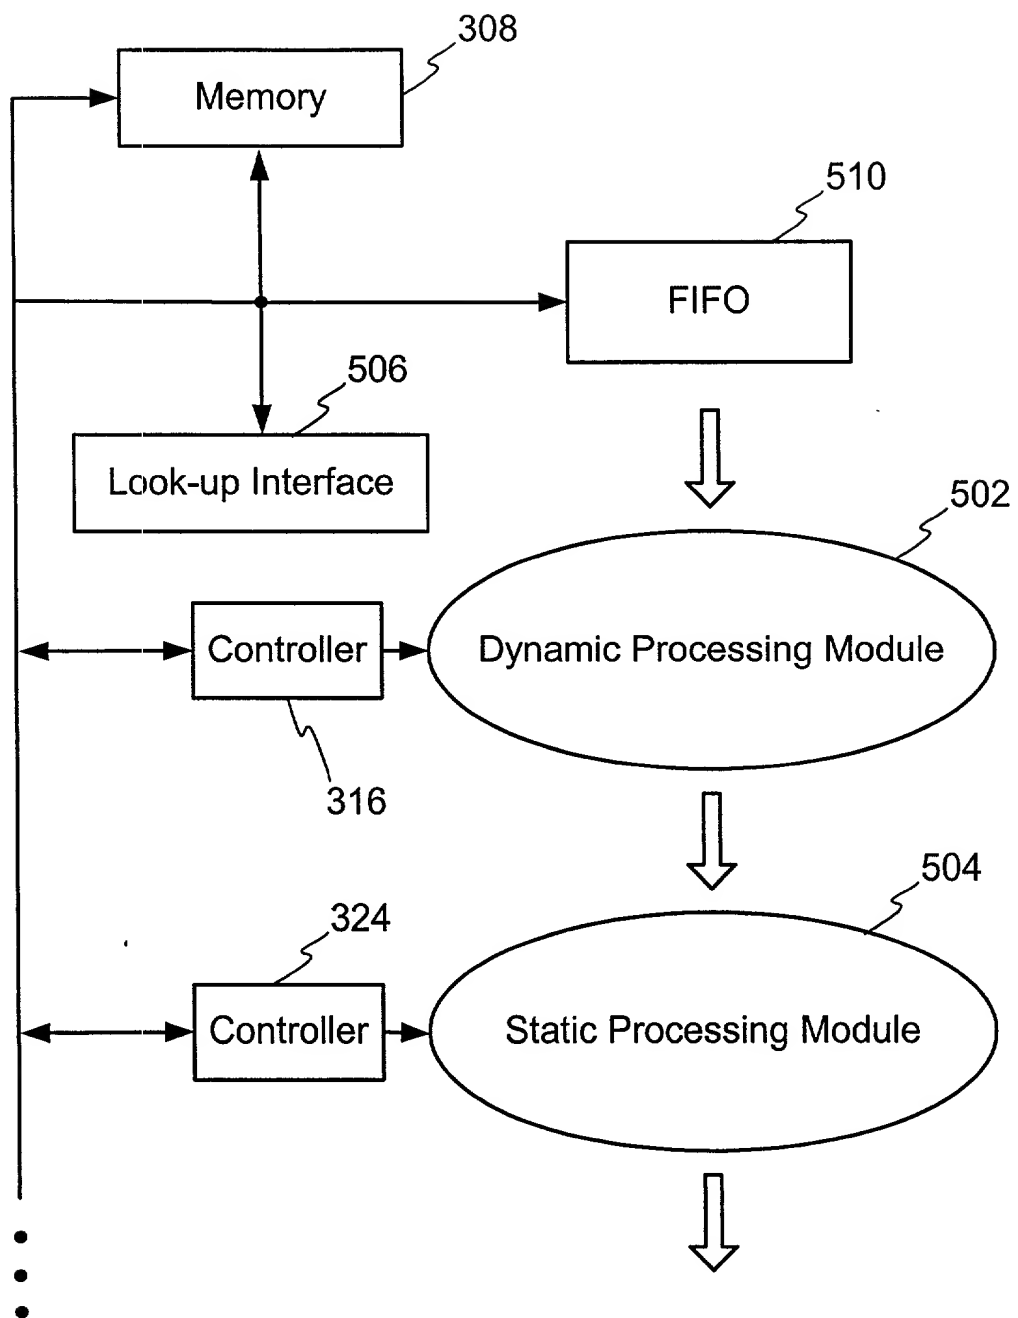 308
Memory
510
FIFO
506
Look-up Interface
502
Controller
Dynamic Processing Module
316
504
324
Controller
Static Processing Module